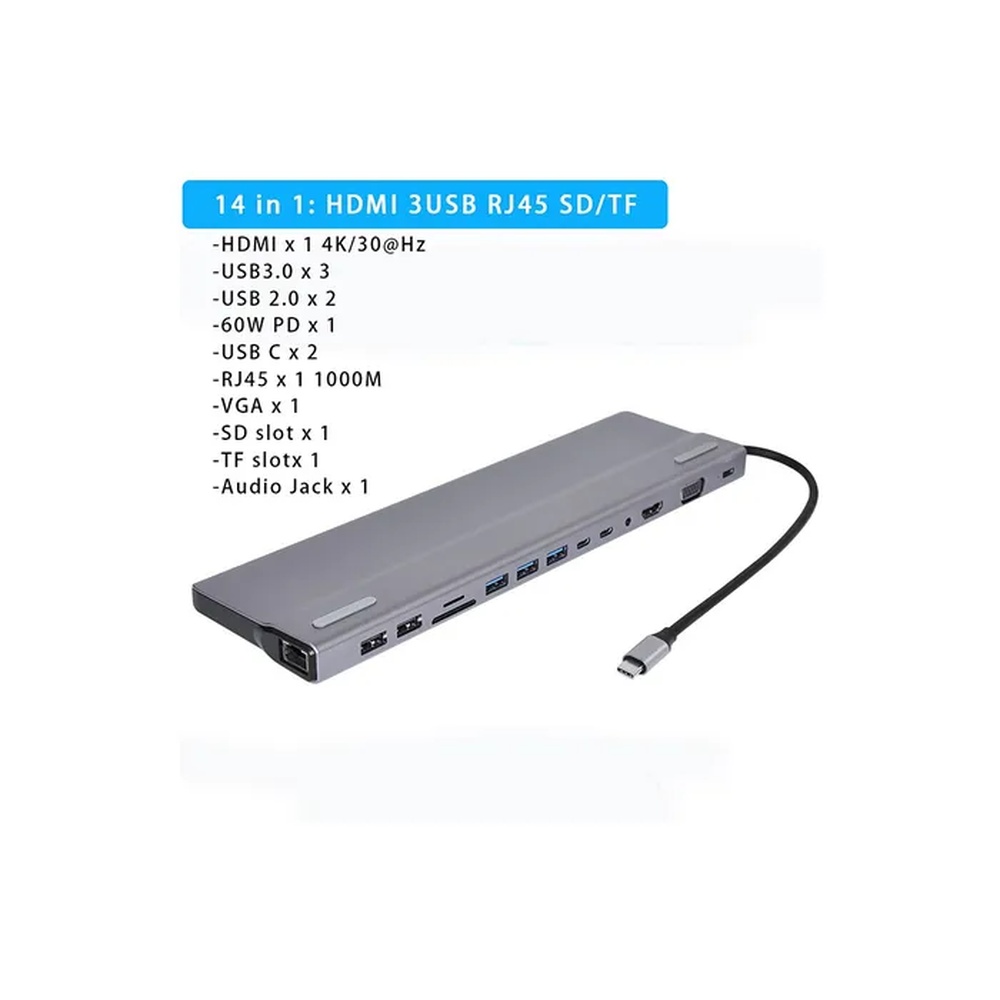 14 in 1: HDMI 3USB RJ45 SD/TF
-HDMI x 1 4K/30@Hz
-USB3.0 x 3
-USB 2.0 x 2
-60W PD x 1
-USB C x 2
-RJ45 x 1 1000M
-VGA x 1
-SD slot x 1
-TF slotx 1
-Audio Jack x 1